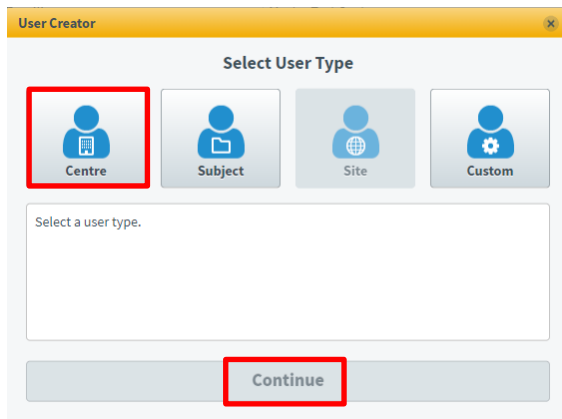 User Creator
Select User Type
Centre
Subject
Site
Custom
Select a user type.
Continue